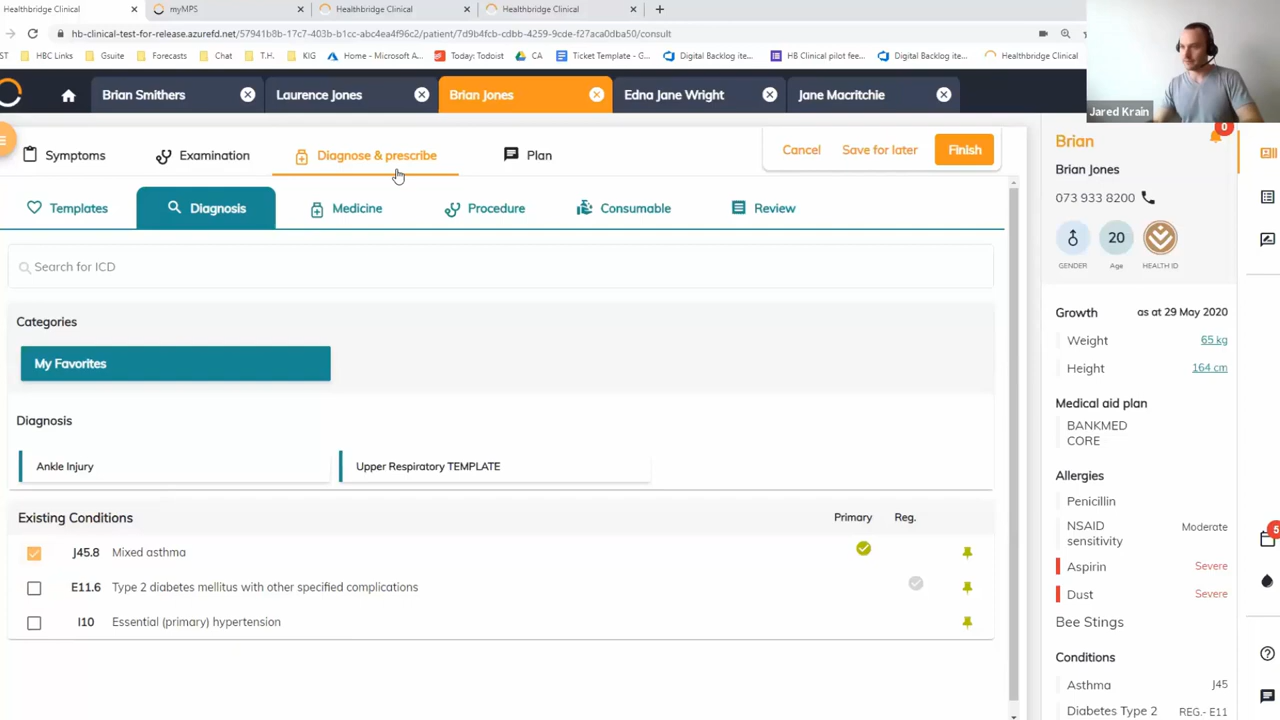 Healthbridge Clinical
myMPS
Healthbridge Clinical
Healthbridge Clinical
hb-clinical-test-for-release.azurefd.net/57941b8b-17c7-403b-b1cc-abc4ea4f96c2/patient/7d9b4fcb-cdbb-4259-9cde-f27aca0dba50/consult
ST
HBC Links
Gsuite
Forecasts
Chat
T.H.
KIG
Home - Microsoft A...
Today: Todoist
CA
Ticket Template - G...
Digital Backlog ite...
HB Clinical pilot fee...
Digital Backlog ite...
Healthbridge Clinical
Jared Krain
Brian Smithers
Laurence Jones
Brian Jones
Edna Jane Wright
Jane Macritchie
Symptoms
Examination
Diagnose & prescribe
Plan
Cancel
Save for later
Finish
Templates
Diagnosis
Medicine
Procedure
Consumable
Review
Search for ICD
Categories
My Favorites
Diagnosis
Ankle Injury
Upper Respiratory TEMPLATE
Existing Conditions
Primary
Reg.
J45.8 Mixed asthma
E11.6 Type 2 diabetes mellitus with other specified complications
I10 Essential (primary) hypertension
Brian
0
Brian Jones
073 933 8200
20
GENDER
Age
HEALTH ID
Growth as at 29 May 2020
Weight 65 kg
Height 164 cm
Medical aid plan
BANKMED
CORE
Allergies
Penicillin
NSAID
sensitivity
Moderate
Aspirin Severe
Dust Severe
Bee Stings
Conditions
Asthma J45
Diabetes Type 2 REG.- E11
5